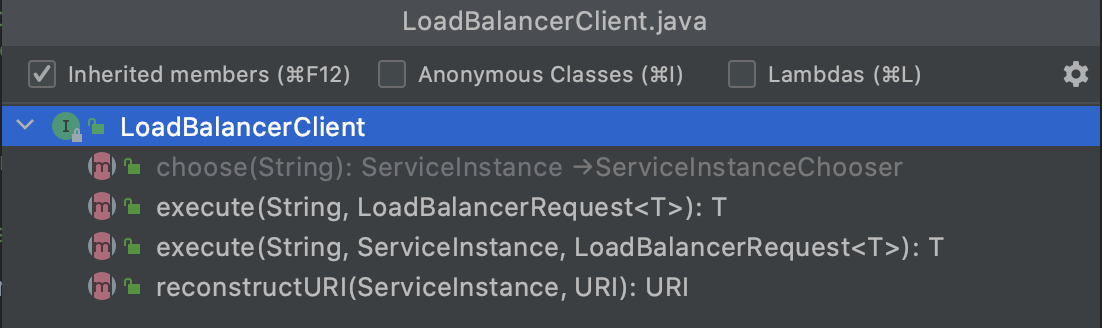 LoadBalancerClient.java
Inherited members (⌘F12) Anonymous Classes (⌘I) Lambdas (⌘L)
I LoadBalancerClient
m choose(String): ServiceInstance →ServiceInstanceChooser
m execute(String, LoadBalancerRequest<T>): T
m execute(String, ServiceInstance, LoadBalancerRequest<T>): T
m reconstructURI(ServiceInstance, URI): URI